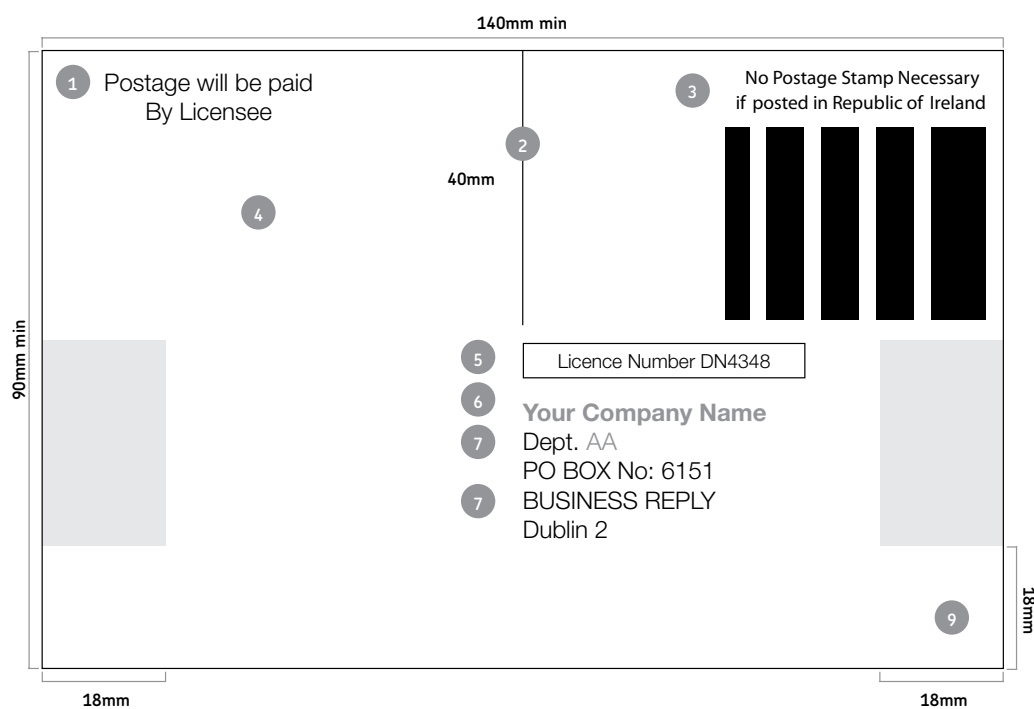 140mm min
1 Postage will be paid
By Licensee
3 No Postage Stamp Necessary
if posted in Republic of Ireland
2
40mm
4
90mm min
5 Licence Number DN4348
6 Your Company Name
7 Dept. AA
PO BOX No: 6151
7 BUSINESS REPLY
Dublin 2
9
18mm
18mm
18mm